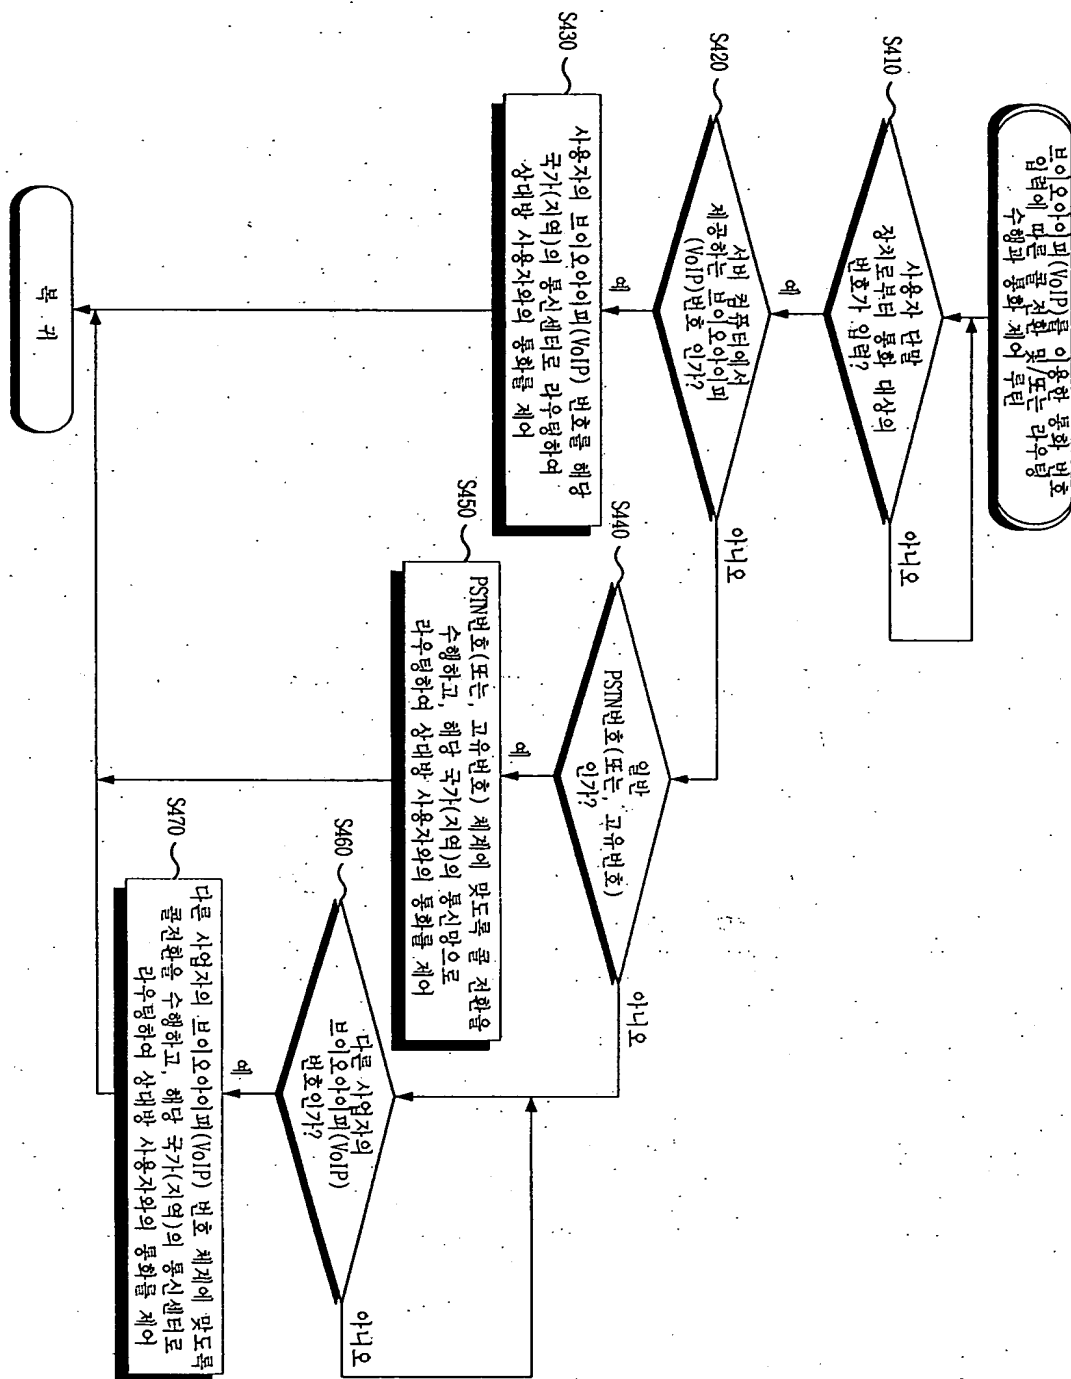 브이오아이피(VoIP)를 이용한 통화 번호
입력에 따른 콜 전환 및/또는 라우팅
수행과 통화 제어 루틴
S410
사용자 단말
장치로부터 통화 대상의
번호가 입력?
아니요
예
S420
서버 컴퓨터에서
제공하는 브이오아이피
(VoIP)번호 인가?
아니요
예
S430
사용자의 브이오아이피(VoIP) 번호를 해당
국가(지역)의 통신센터로 라우팅하여
상대방 사용자와의 통화를 제어
S440
일반
PSTN번호(또는, 고유번호)
인가?
아니요
예
S450
PSTN번호(또는, 고유번호) 체계에 맞도록 콜 전환을
수행하고, 해당 국가(지역)의 통신망으로
라우팅하여 상대방 사용자와의 통화를 제어
S460
다른 사업자의
브이오아이피(VoIP)
번호인가?
아니요
예
S470
다른 사업자의 브이오아이피(VoIP) 번호 체계에 맞도록
콜전환을 수행하고, 해당 국가(지역)의 통신센터로
라우팅하여 상대방 사용자와의 통화를 제어
복 귀